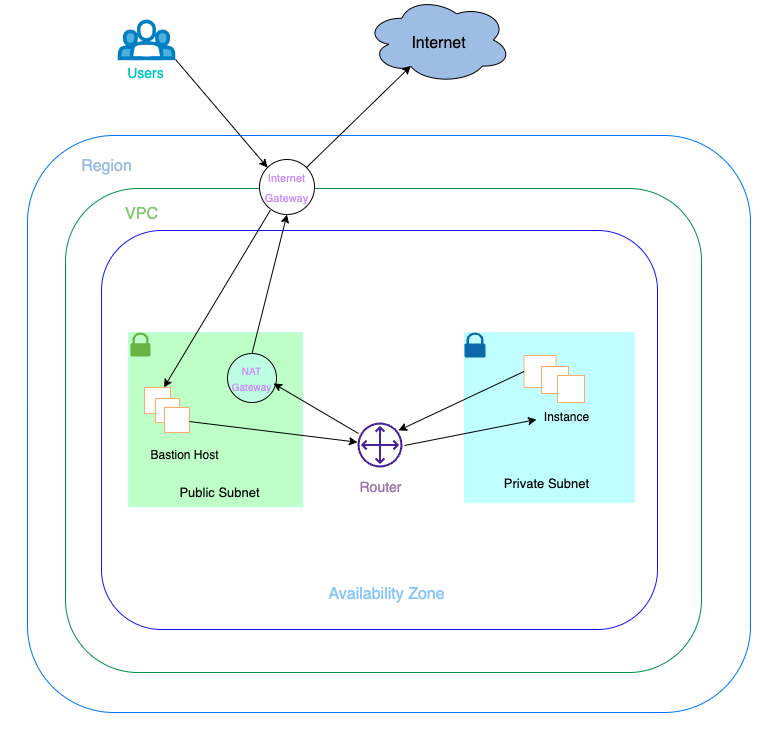 Internet
Users
Region
Internet
Gateway
VPC
NAT
Gateway
Instance
Bastion Host
Public Subnet
Router
Private Subnet
Availability Zone